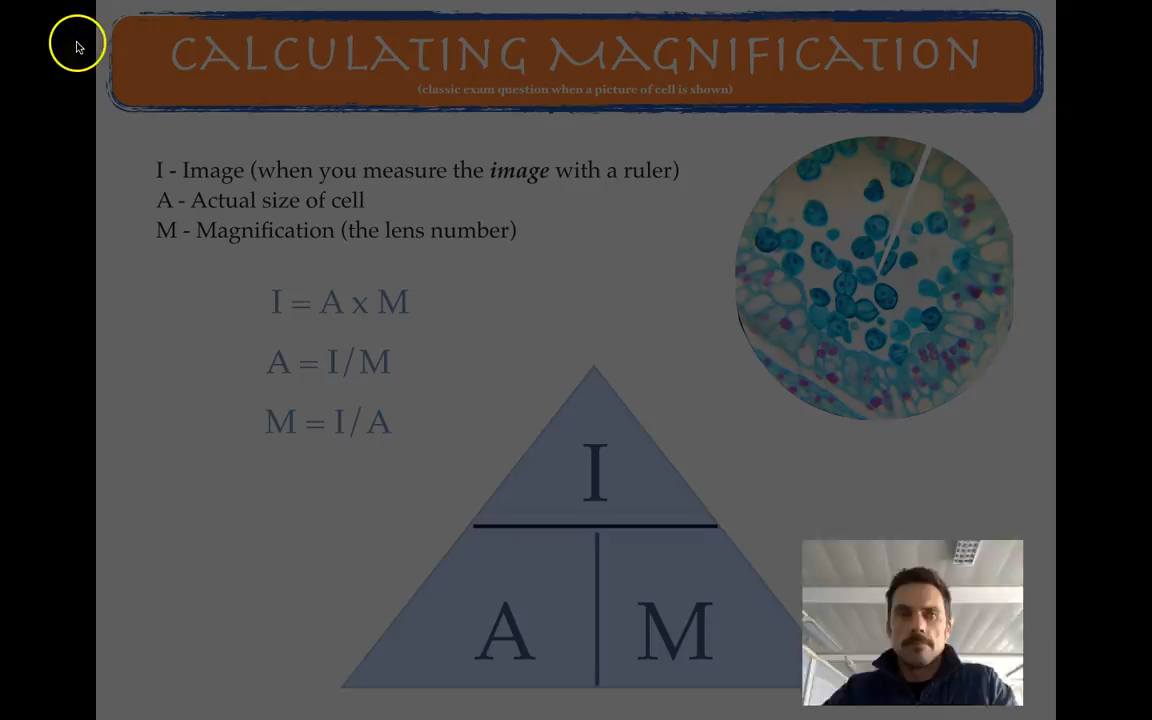 CALCULATING MAGNIFICATION
(classic exam question when a picture of cell is shown)
I - Image (when you measure the image with a ruler)
A - Actual size of cell
M - Magnification (the lens number)
I = A x M
A = I/M
M = I/A
I
A M